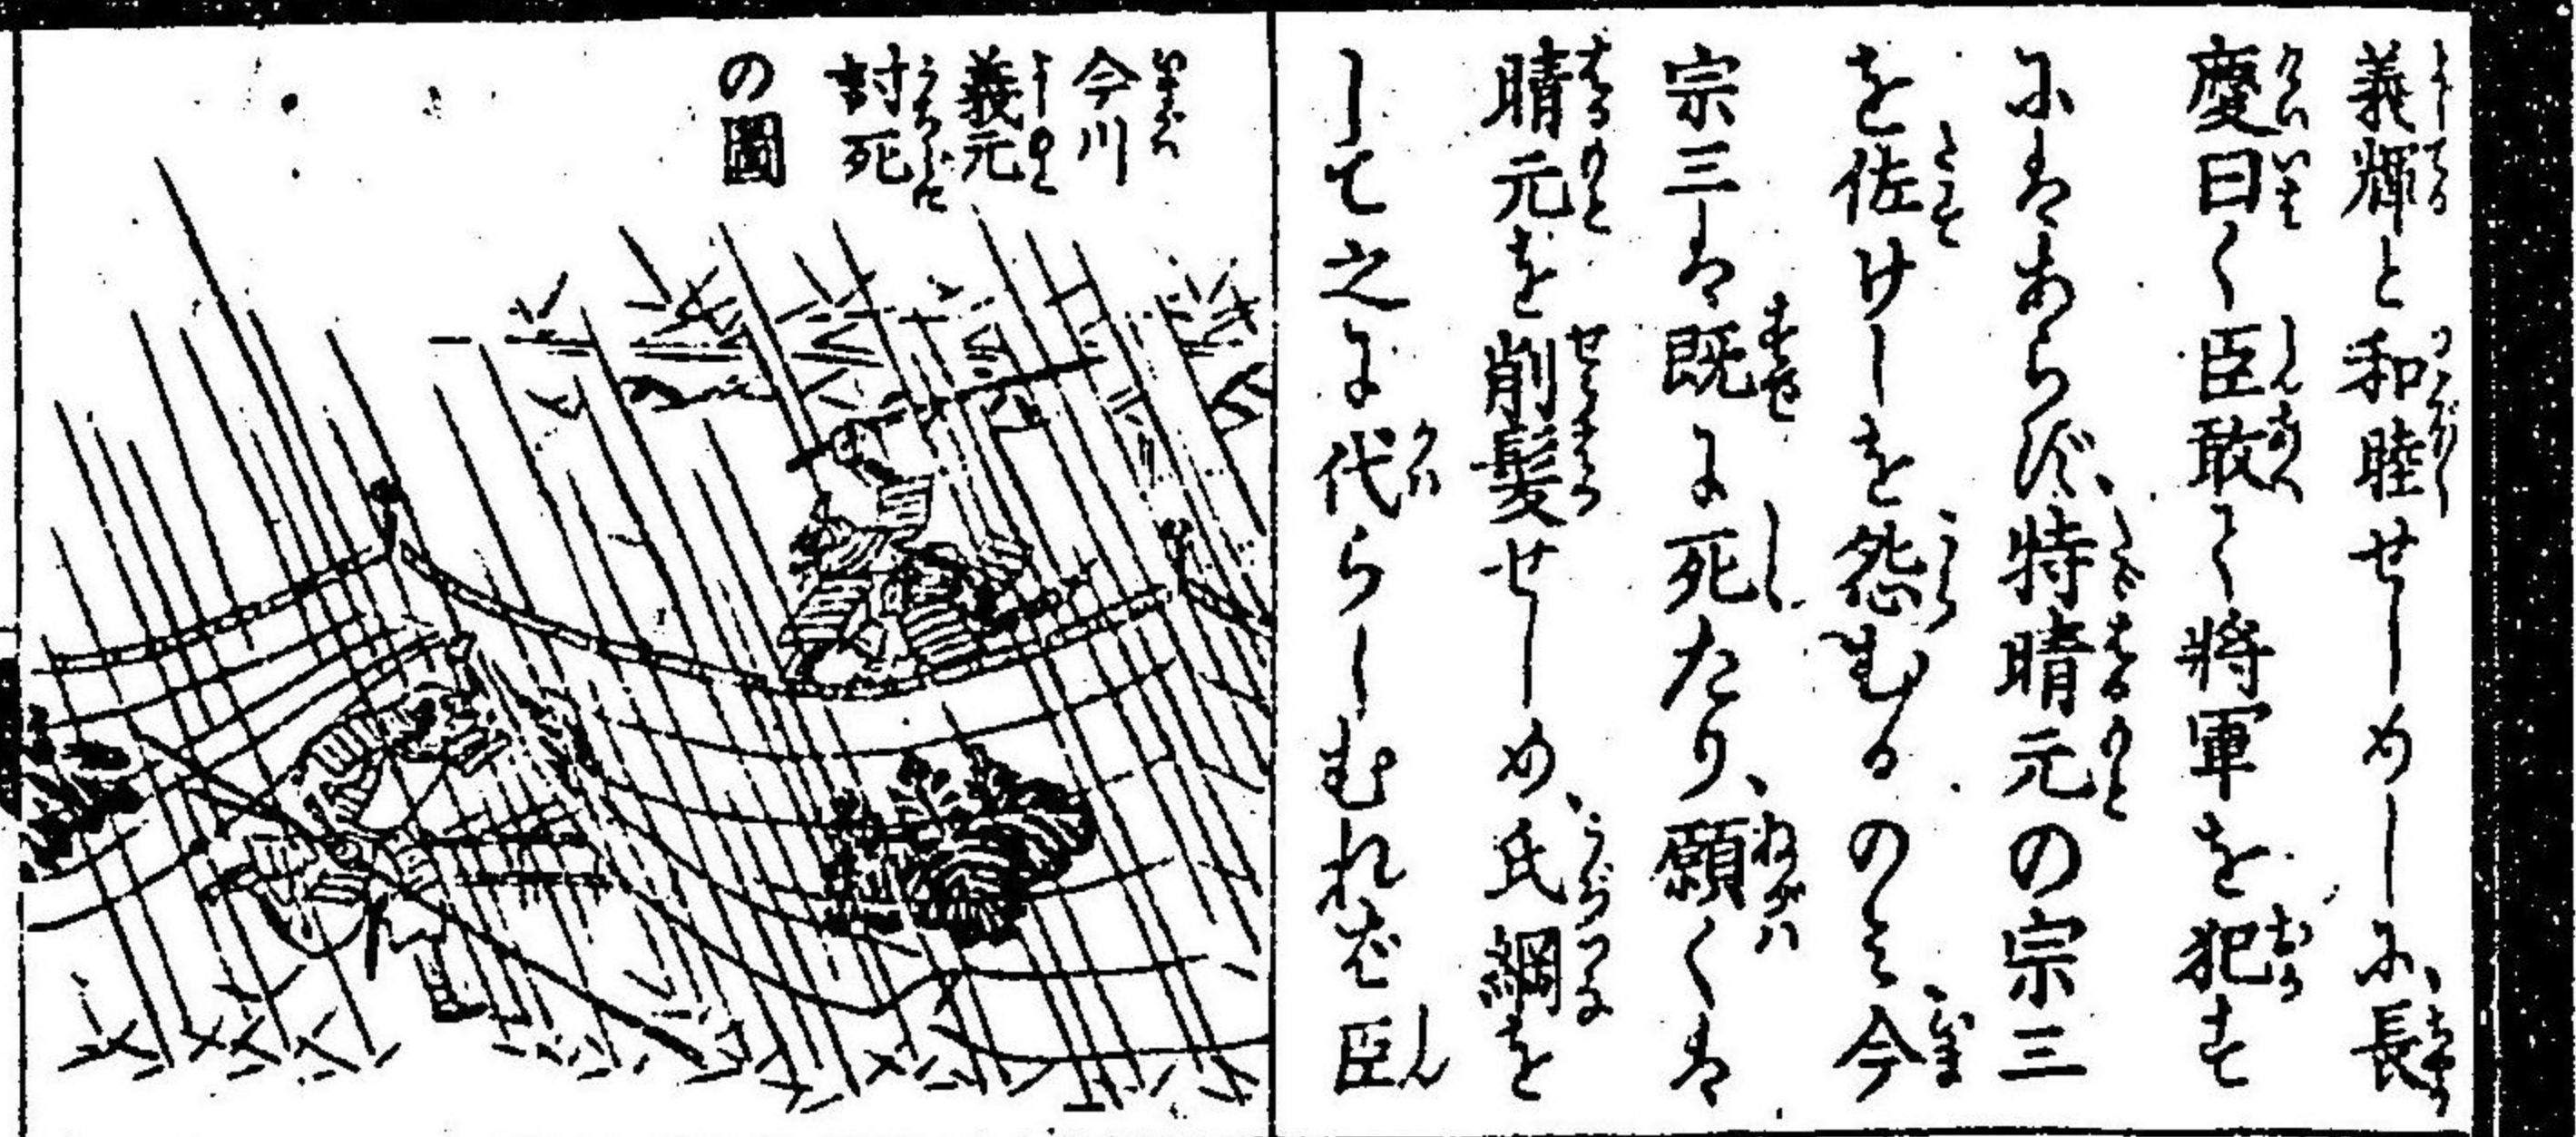 義輝と和睦せしめしに、長
慶曰く臣敢て將軍を犯す
にはあらず、特晴元の宗三
を佐けしを怨むるのみ今
宗三は既に死たり、願くは
晴元を削髪せしめ、氏綱を
して之に代らしむれば臣
今川
義元
討死
の圖